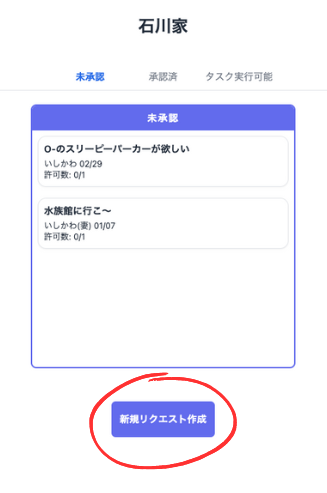 石川家
未承認 承認済 タスク実行可能
未承認
O-のスリーピーパーカーが欲しい
いしかわ 02/29
許可数: 0/1
水族館に行こ〜
いしかわ(妻) 01/07
許可数: 0/1
新規リクエスト作成